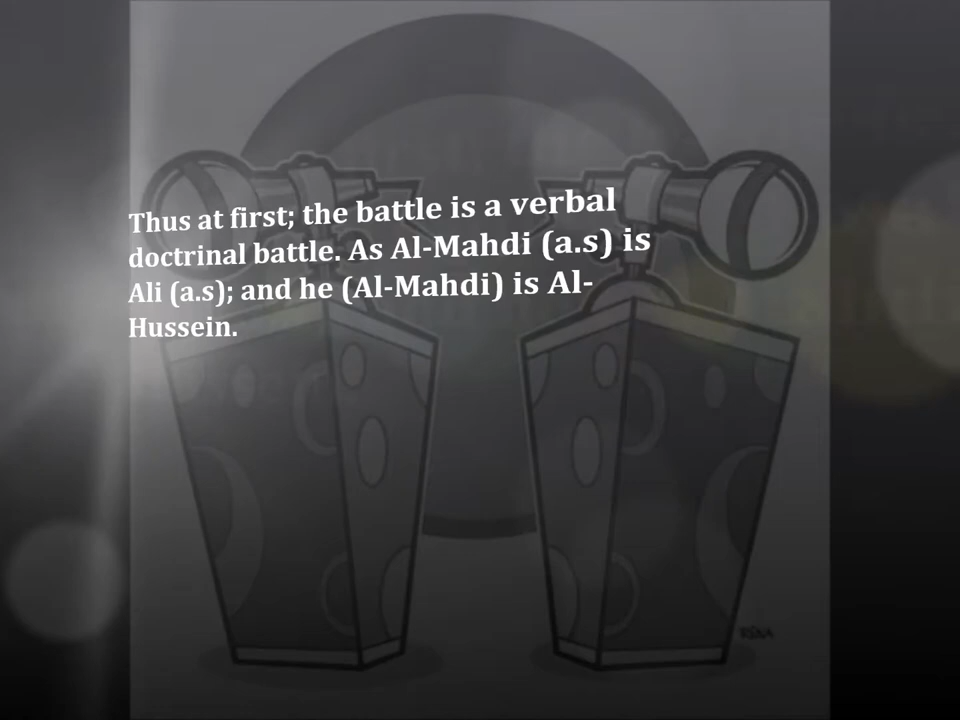 Thus at first; the battle is a verbal
doctrinal battle. As Al-Mahdi (a.s) is
Ali (a.s); and he (Al-Mahdi) is Al-
Hussein.